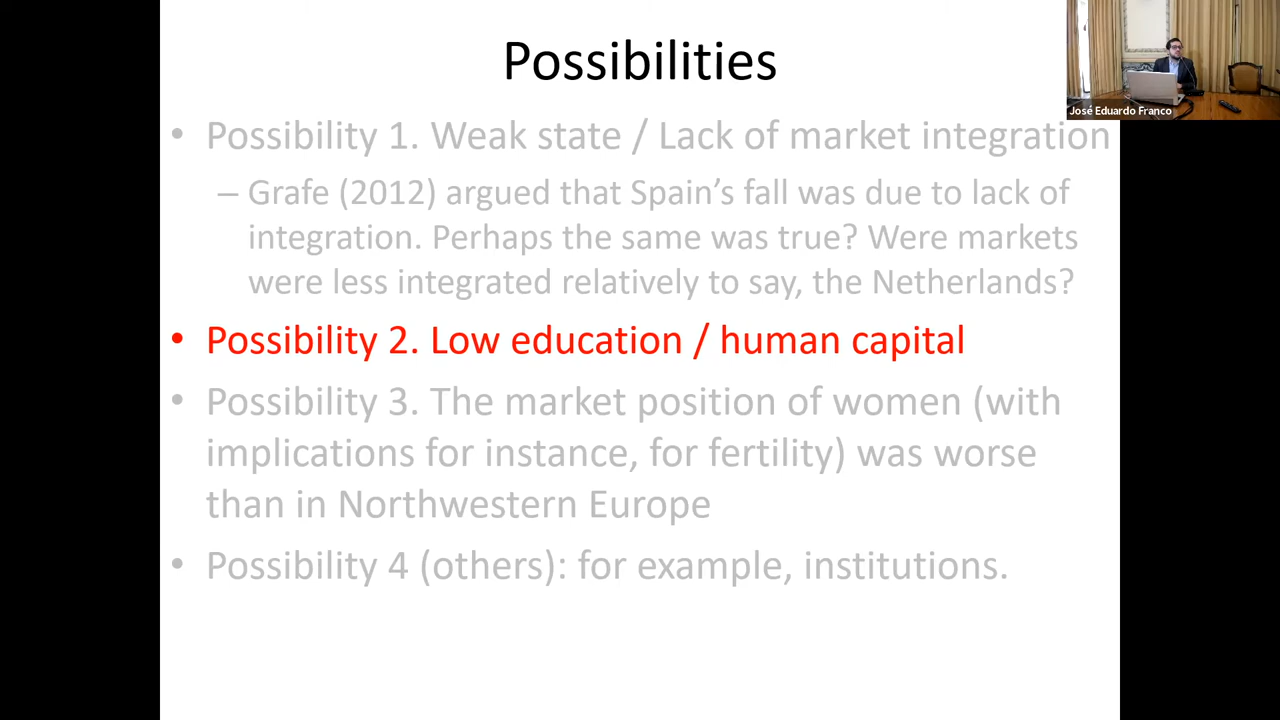 Possibilities
José Eduardo Franco
• Possibility 1. Weak state / Lack of market integration
– Grafe (2012) argued that Spain’s fall was due to lack of
integration. Perhaps the same was true? Were markets
were less integrated relatively to say, the Netherlands?
• Possibility 2. Low education / human capital
• Possibility 3. The market position of women (with
implications for instance, for fertility) was worse
than in Northwestern Europe
• Possibility 4 (others): for example, institutions.